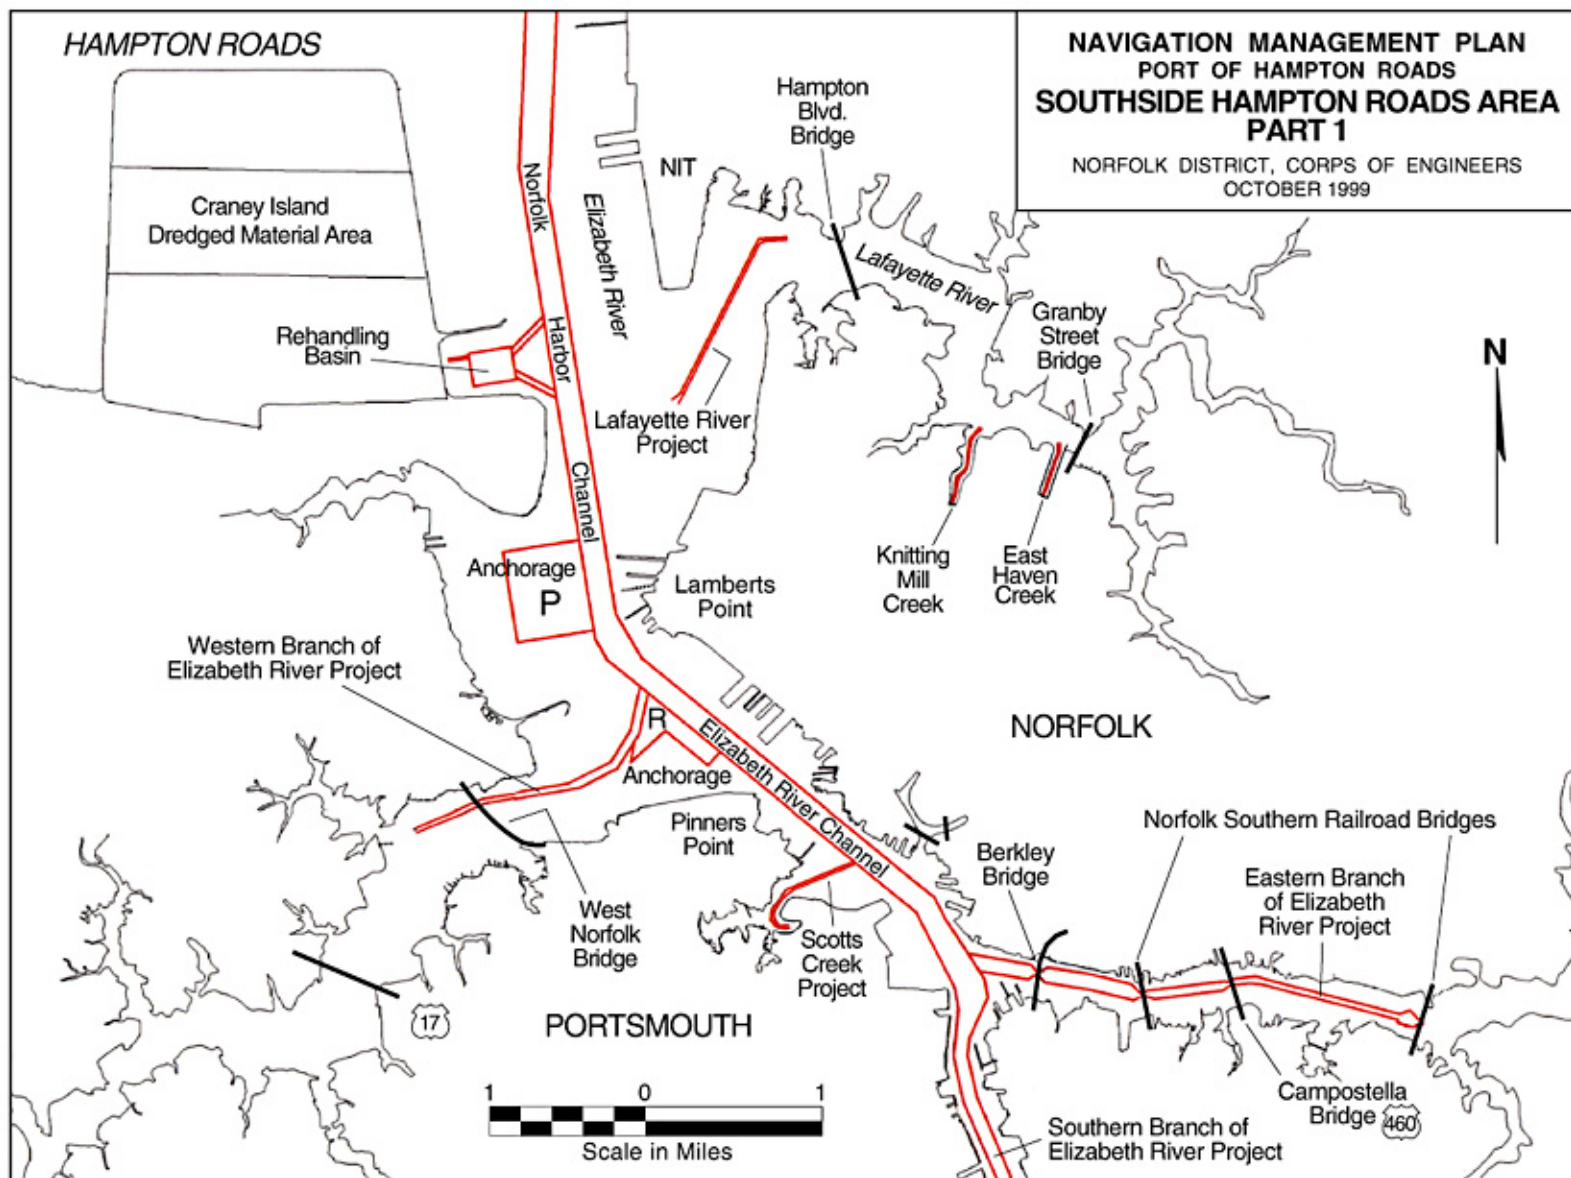 HAMPTON ROADS
NAVIGATION MANAGEMENT PLAN
PORT OF HAMPTON ROADS
SOUTHSIDE HAMPTON ROADS AREA
PART 1
NORFOLK DISTRICT, CORPS OF ENGINEERS
OCTOBER 1999
Hampton
Blvd.
Bridge
NIT
Craney Island
Dredged Material Area
Norfolk
Harbor
Channel
Elizabeth River
Lafayette River
Granby
Street
Bridge
Rehandling
Basin
N
Lafayette River
Project
Knitting
Mill
Creek
East
Haven
Creek
Anchorage
P
Lamberts
Point
Western Branch of
Elizabeth River Project
R
Anchorage
NORFOLK
Elizabeth River Channel
Pinners
Point
Norfolk Southern Railroad Bridges
Berkley
Bridge
Eastern Branch
of Elizabeth
River Project
West
Norfolk
Bridge
Scotts
Creek
Project
17
PORTSMOUTH
Campostella
Bridge
460
1 0 1
Scale in Miles
Southern Branch of
Elizabeth River Project